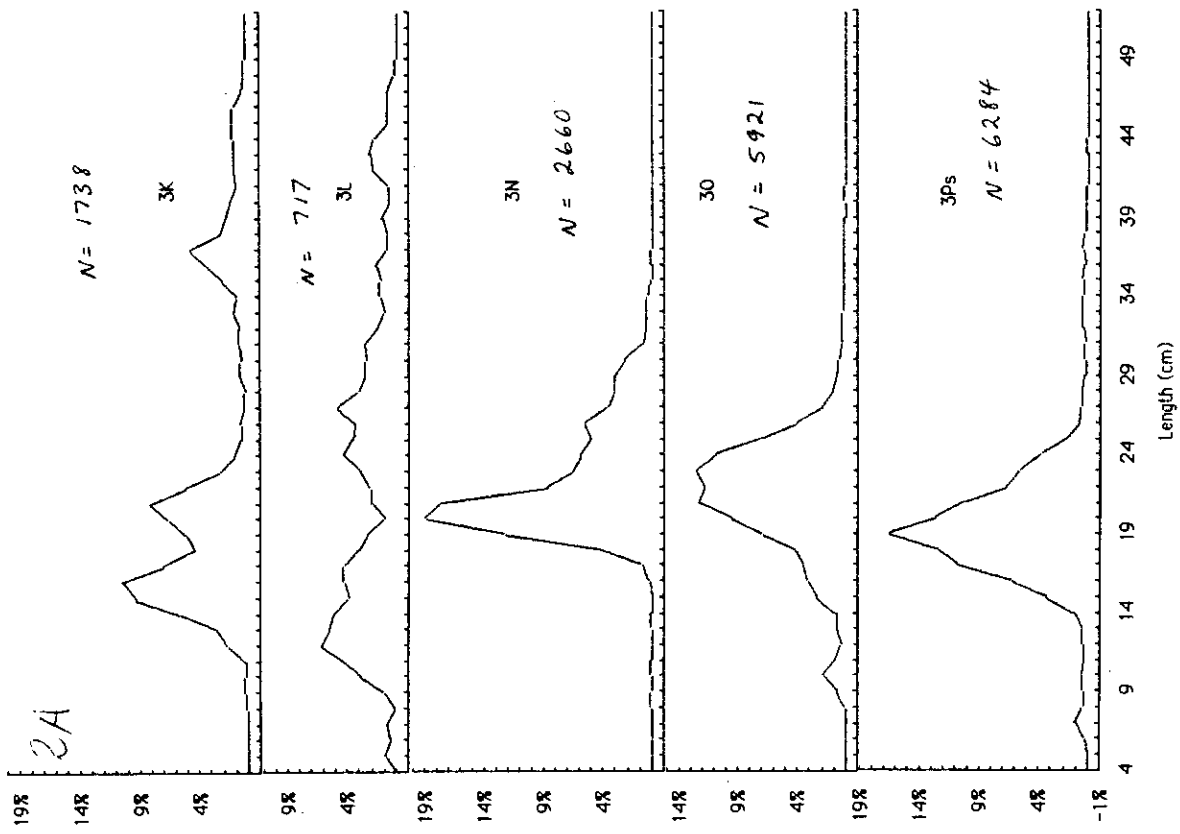 2A
N = 1738
3K
19%
14%
9%
4%
N = 717
3L
9%
4%
3N
N = 2660
19%
14%
9%
4%
3O
N = 5921
9%
4%
3Ps
N = 6284
19%
14%
9%
4%
-1%
4 9 14 19 24 29 34 39 44 49
Length (cm)